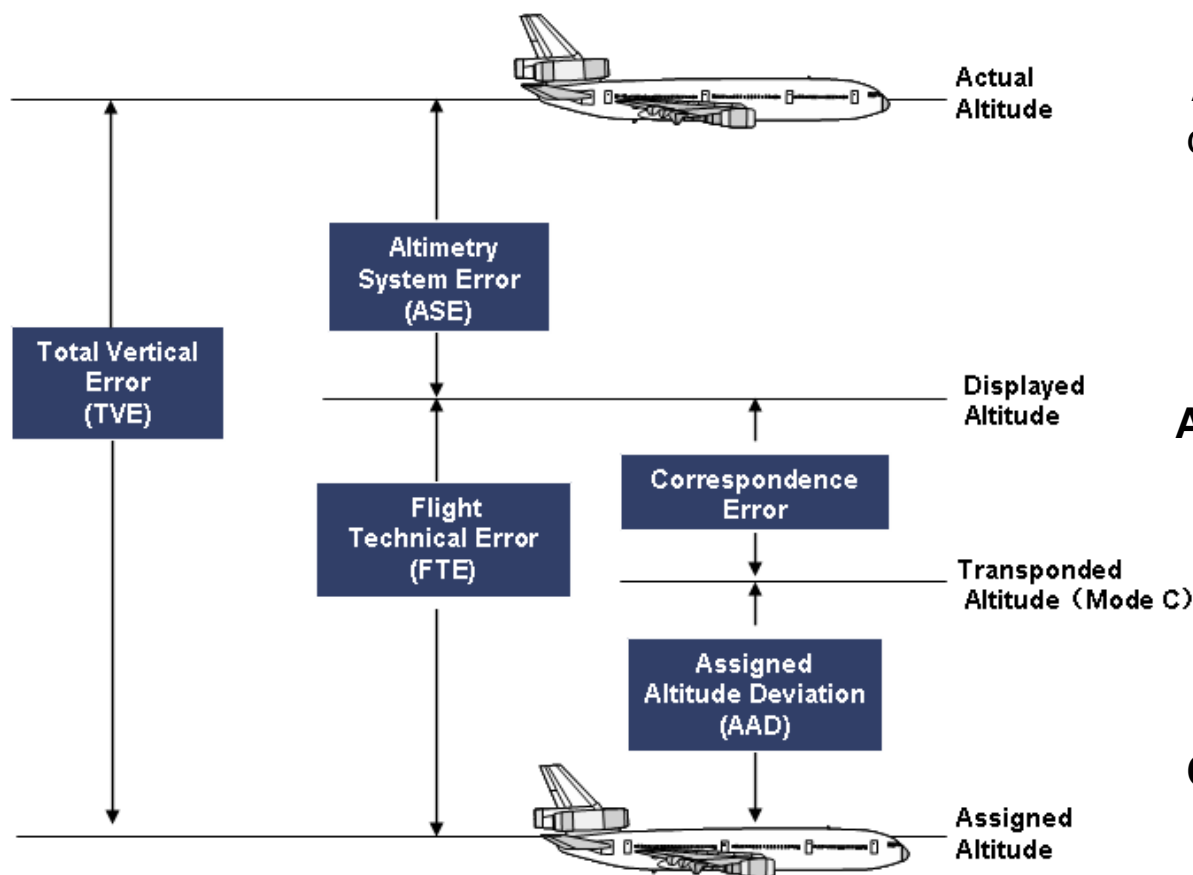 Actual
Altitude
Altimetry
System Error
(ASE)
Total Vertical
Error
(TVE)
Displayed
Altitude
Correspondence
Error
Flight
Technical Error
(FTE)
Transponded
Altitude（Mode C）
Assigned
Altitude Deviation
(AAD)
Assigned
Altitude